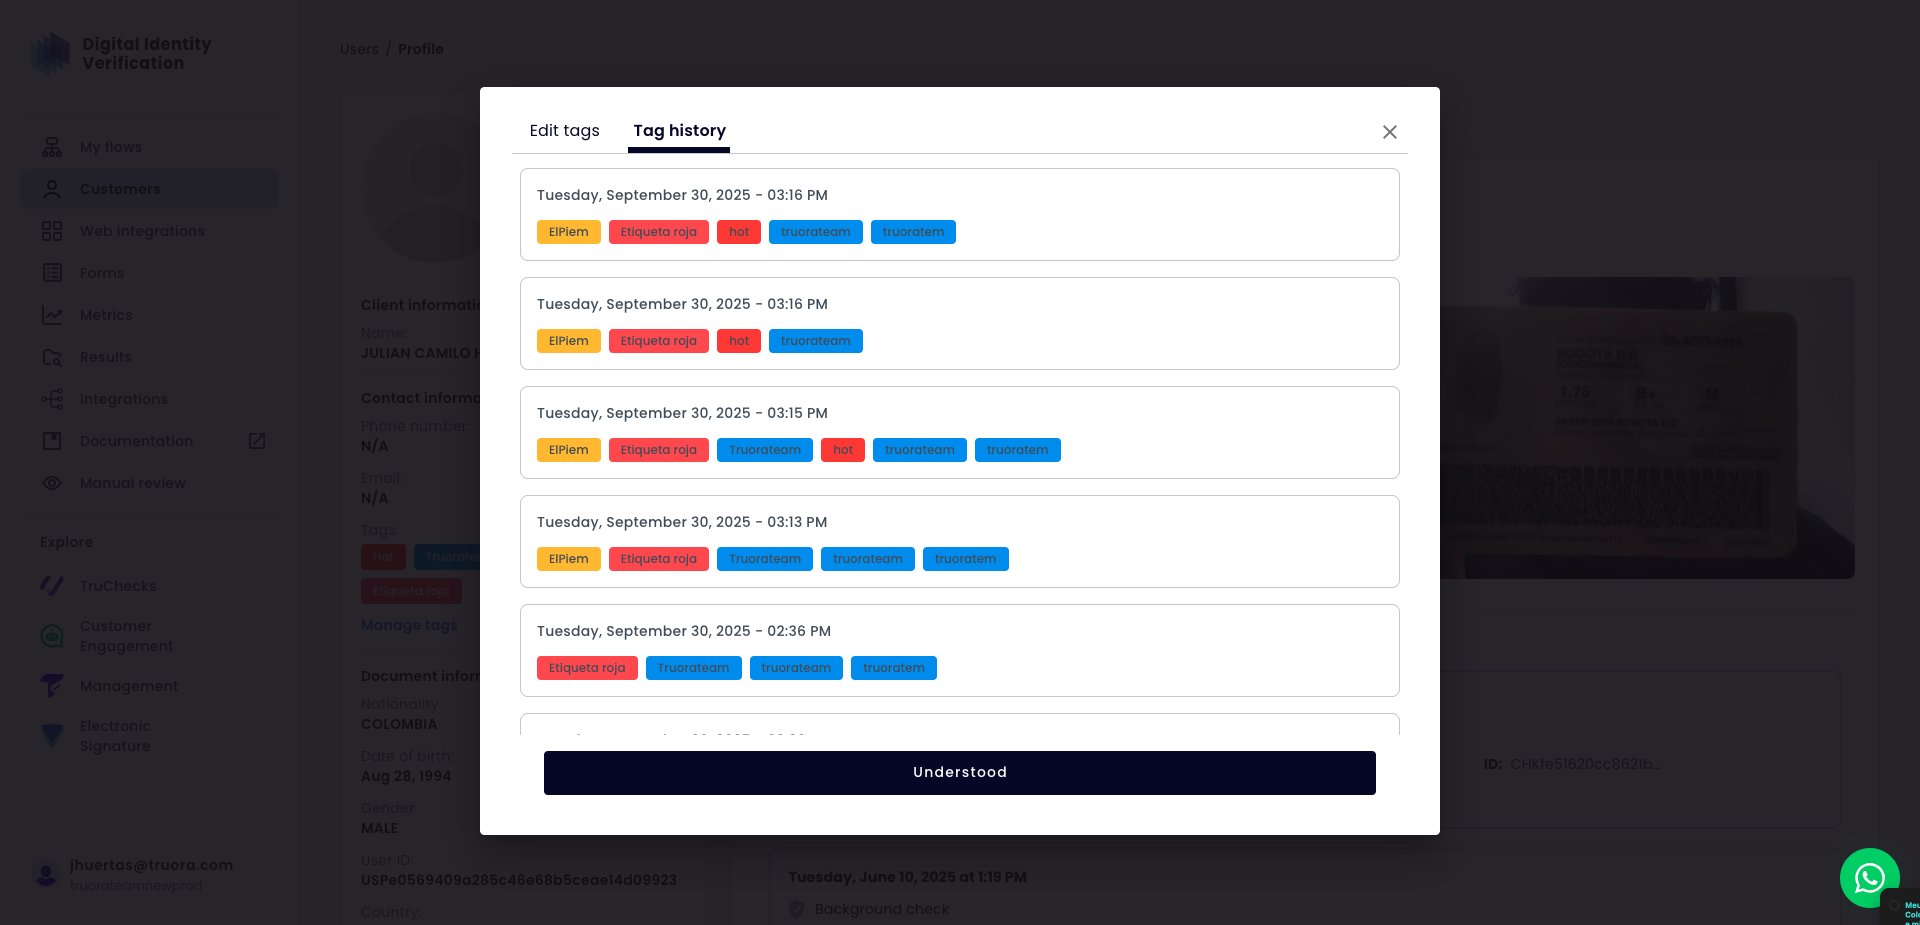 Digital Identity
Verification
Users / Profile
My flows
Customers
Web integrations
Forms
Metrics
Results
Integrations
Documentation
Manual review
Explore
TruChecks
Customer
Engagement
Management
Electronic
Signature
jhuertas@truora.com
truorateamnewprod
Client
Name:
JULIAN CAMILO
Contact
Phone number:
N/A
Email:
N/A
Tags:
Hot
Etiqueta roja
Manage tags
Document
Nationality:
COLOMBIA
Date of birth:
Aug 28, 1994
Gender:
MALE
User ID:
USPe0569409a285c46e68b5ceae14d09923
Country:
Edit tags Tag history
Tuesday, September 30, 2025 - 03:16 PM
ElPiem Etiqueta roja hot truorateam truoratem
Tuesday, September 30, 2025 - 03:16 PM
ElPiem Etiqueta roja hot truorateam
Tuesday, September 30, 2025 - 03:15 PM
ElPiem Etiqueta roja Truorateam hot truorateam truoratem
Tuesday, September 30, 2025 - 03:13 PM
ElPiem Etiqueta roja Truorateam truorateam truoratem
Tuesday, September 30, 2025 - 02:36 PM
Etiqueta roja Truorateam truorateam truoratem
Understood
BOGOTA D.C
1.75 B+ M
ID: CHKfe51620cc8621b...
Tuesday, June 10, 2025 at 1:19 PM
Background check